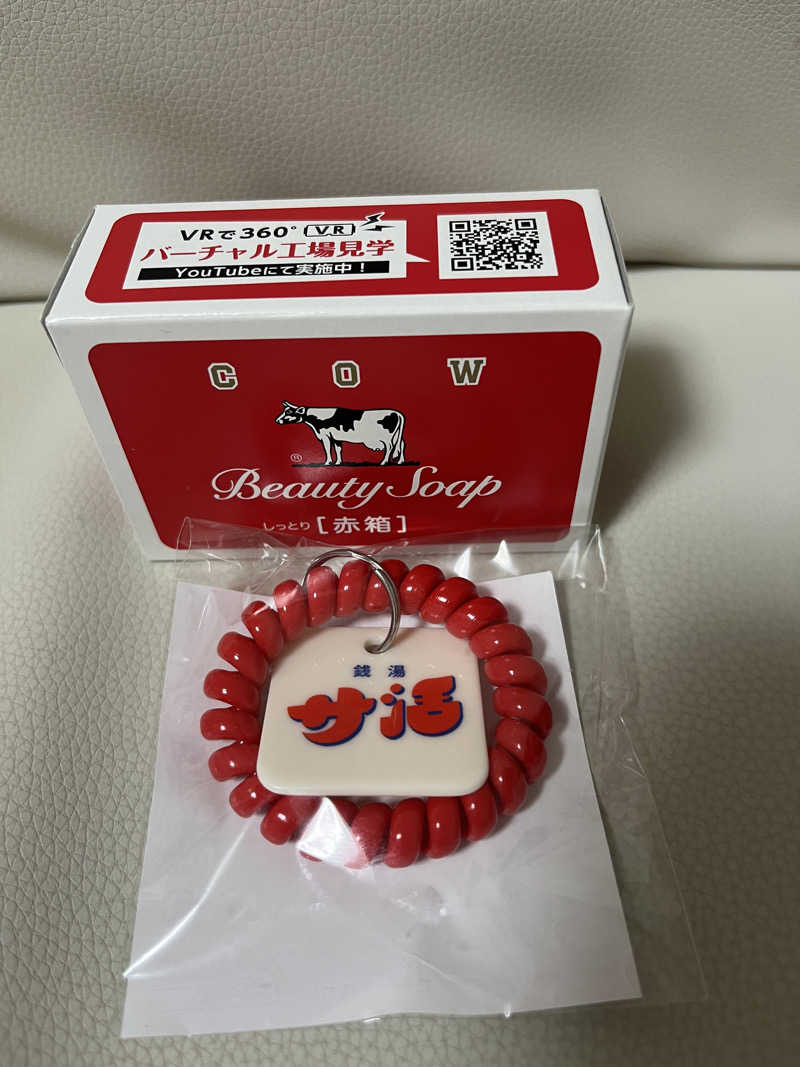 VRで360° VR
バーチャル工場見学
YouTubeにて実施中！
COW
®
Beauty Soap
しっとり［赤箱］
銭湯
サ活